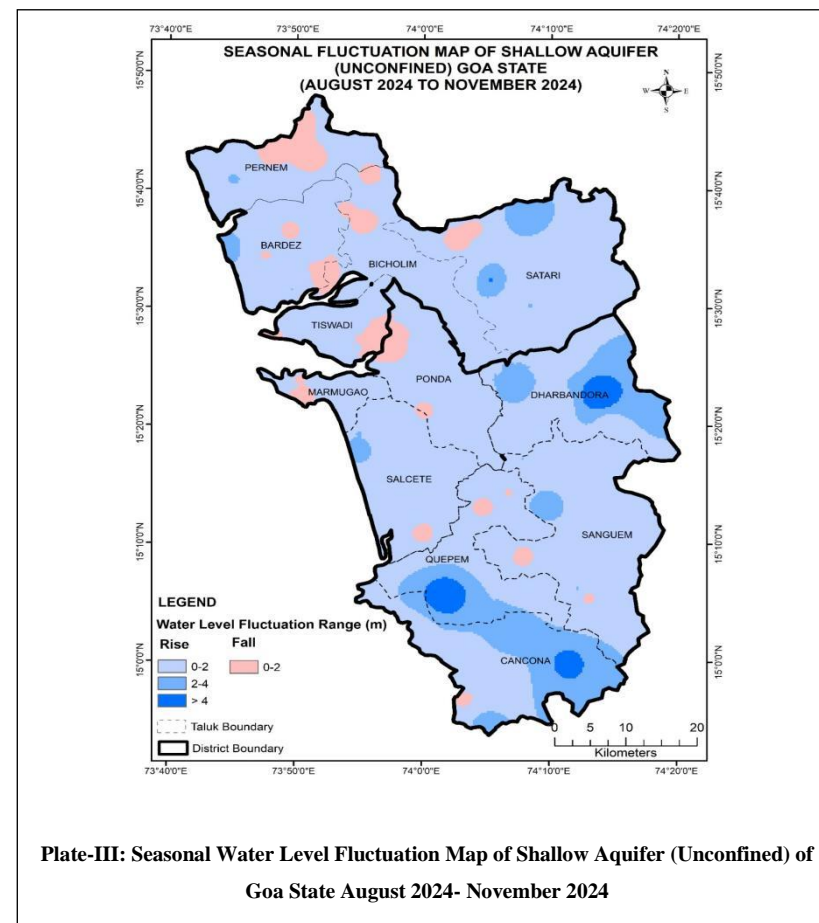 73°40'0"E 73°50'0"E 74°0'0"E 74°10'0"E 74°20'0"E
SEASONAL FLUCTUATION MAP OF SHALLOW AQUIFER
(UNCONFINED) GOA STATE
(AUGUST 2024 TO NOVEMBER 2024)
N
W E
S
15°50'0"N 15°50'0"N
PERNEM
15°40'0"N 15°40'0"N
BARDEZ
BICHOLIM
SATARI
15°30'0"N 15°30'0"N
TISWADI
PONDA
MARMUGAO
DHARBANDORA
15°20'0"N 15°20'0"N
SALCETE
SANGUEM
15°10'0"N 15°10'0"N
QUEPEM
CANCONA
15°0'0"N 15°0'0"N
LEGEND
Water Level Fluctuation Range (m)
Rise Fall
0-2 0-2
2-4
> 4
Taluk Boundary
District Boundary
0 5 10 20
Kilometers
73°40'0"E 73°50'0"E 74°0'0"E 74°10'0"E 74°20'0"E
Plate-III: Seasonal Water Level Fluctuation Map of Shallow Aquifer (Unconfined) of
Goa State August 2024- November 2024